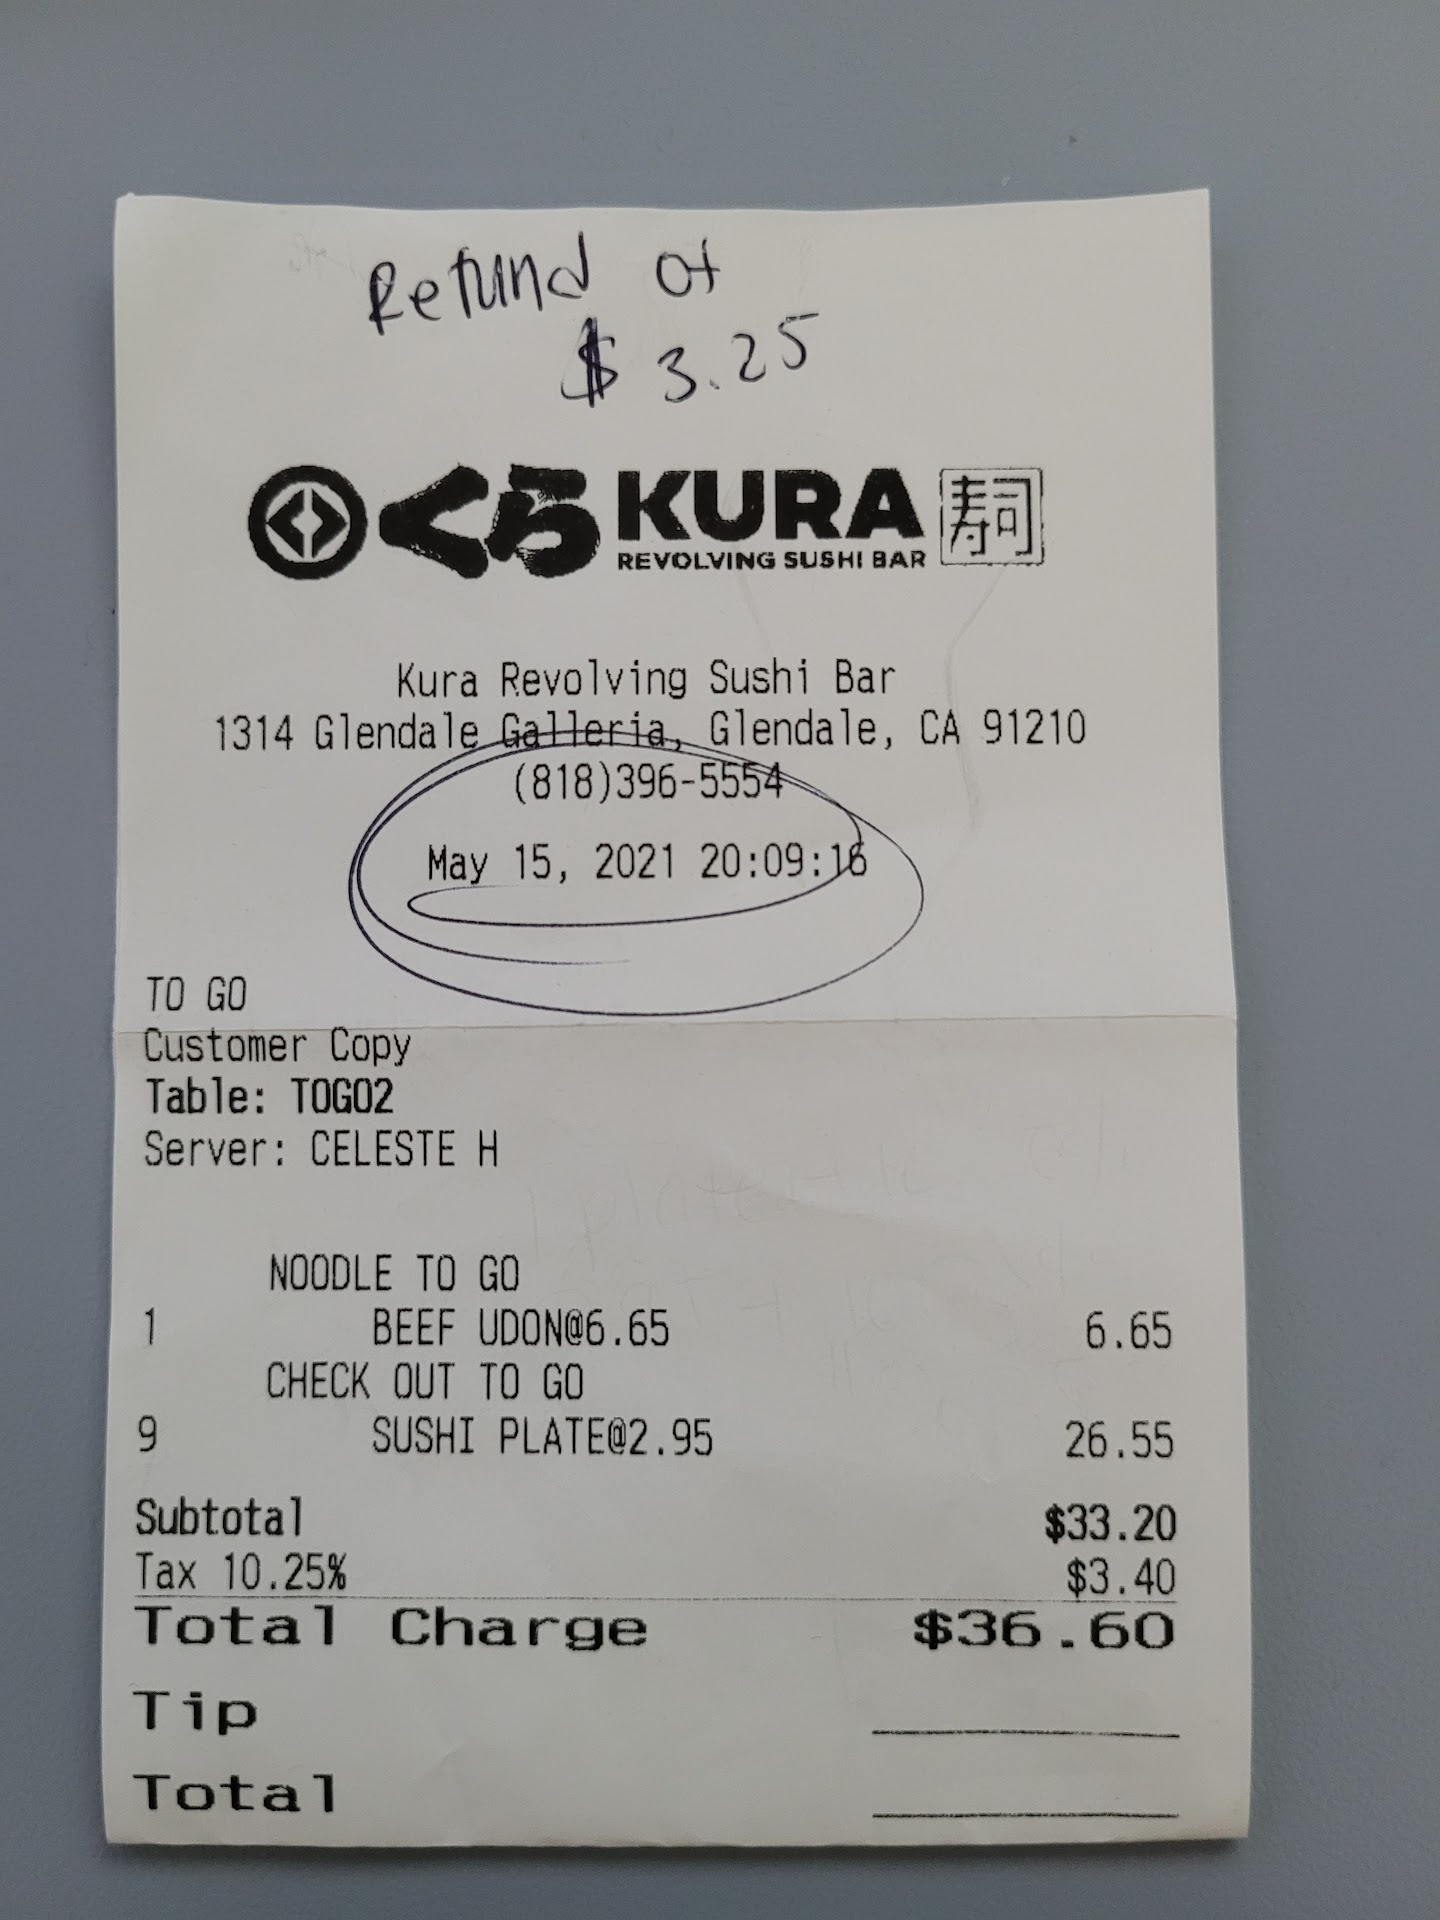 Refund of
$ 3.25
くら KURA 寿司
REVOLVING SUSHI BAR
Kura Revolving Sushi Bar
1314 Glendale Galleria, Glendale, CA 91210
(818)396-5554
May 15, 2021 20:09:16
TO GO
Customer Copy
Table: TOGO2
Server: CELESTE H
NOODLE TO GO
1 BEEF UDON@6.65 6.65
CHECK OUT TO GO
9 SUSHI PLATE@2.95 26.55
Subtotal $33.20
Tax 10.25% $3.40
Total Charge $36.60
Tip
Total